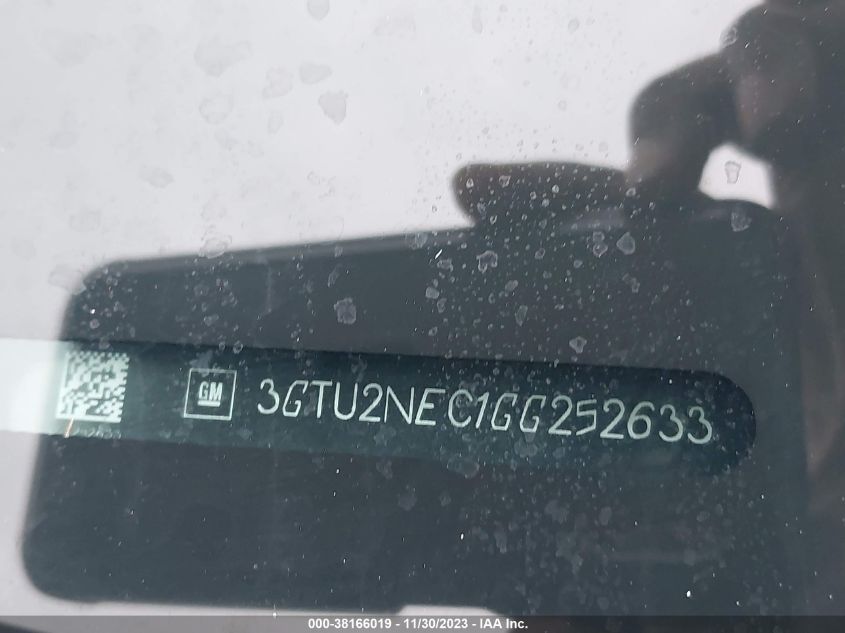 GM 3GTU2NEC1GG252633
000-38166019 - 11/30/2023 - IAA Inc.